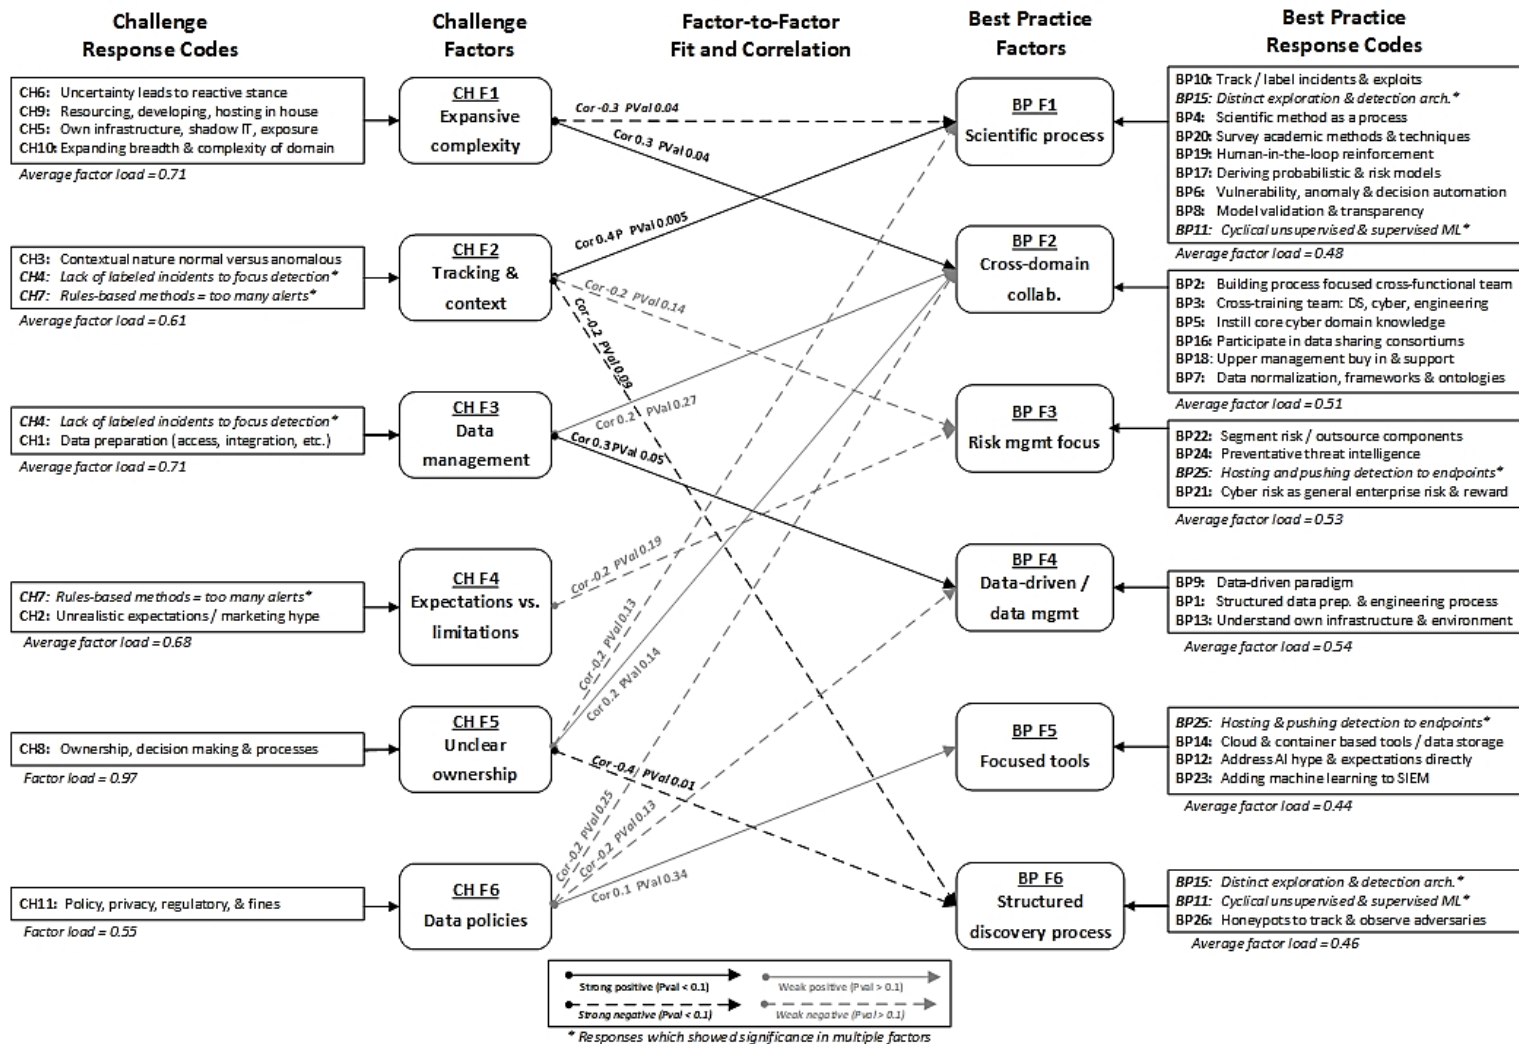 Challenge
Response Codes
Challenge
Factors
Factor-to-Factor
Fit and Correlation
Best Practice
Factors
Best Practice
Response Codes
CH6: Uncertainty leads to reactive stance
CH9: Resourcing, developing, hosting in house
CH5: Own infrastructure, shadow IT, exposure
CH10: Expanding breadth & complexity of domain
Average factor load = 0.71
CH3: Contextual nature normal versus anomalous
CH4: Lack of labeled incidents to focus detection*
CH7: Rules-based methods = too many alerts*
Average factor load = 0.61
CH4: Lack of labeled incidents to focus detection*
CH1: Data preparation (access, integration, etc.)
Average factor load = 0.71
CH7: Rules-based methods = too many alerts*
CH2: Unrealistic expectations / marketing hype
Average factor load = 0.68
CH8: Ownership, decision making & processes
Factor load = 0.97
CH11: Policy, privacy, regulatory, & fines
Factor load = 0.55
CH F1
Expansive
complexity
CH F2
Tracking &
context
CH F3
Data
management
CH F4
Expectations vs.
limitations
CH F5
Unclear
ownership
CH F6
Data policies
Cor -0.3 PVal 0.04
Cor 0.3 PVal 0.04
Cor 0.4 P PVal 0.005
Cor -0.2 PVal 0.14
Cor -0.2 PVal 0.09
Cor 0.2 PVal 0.27
Cor 0.3 PVal 0.05
Cor -0.2 PVal 0.19
Cor -0.2 PVal 0.13
Cor 0.2 PVal 0.14
Cor -0.4 PVal 0.01
Cor -0.2 PVal 0.25
Cor -0.2 PVal 0.13
Cor 0.1 PVal 0.34
BP F1
Scientific process
BP F2
Cross-domain
collab.
BP F3
Risk mgmt focus
BP F4
Data-driven /
data mgmt
BP F5
Focused tools
BP F6
Structured
discovery process
BP10: Track / label incidents & exploits
BP15: Distinct exploration & detection arch.*
BP4: Scientific method as a process
BP20: Survey academic methods & techniques
BP19: Human-in-the-loop reinforcement
BP17: Deriving probabilistic & risk models
BP6: Vulnerability, anomaly & decision automation
BP8: Model validation & transparency
BP11: Cyclical unsupervised & supervised ML*
Average factor load = 0.48
BP2: Building process focused cross-functional team
BP3: Cross-training team: DS, cyber, engineering
BP5: Instill core cyber domain knowledge
BP16: Participate in data sharing consortiums
BP18: Upper management buy in & support
BP7: Data normalization, frameworks & ontologies
Average factor load = 0.51
BP22: Segment risk / outsource components
BP24: Preventative threat intelligence
BP25: Hosting and pushing detection to endpoints*
BP21: Cyber risk as general enterprise risk & reward
Average factor load = 0.53
BP9: Data-driven paradigm
BP1: Structured data prep. & engineering process
BP13: Understand own infrastructure & environment
Average factor load = 0.54
BP25: Hosting & pushing detection to endpoints*
BP14: Cloud & container based tools / data storage
BP12: Address AI hype & expectations directly
BP23: Adding machine learning to SIEM
Average factor load = 0.44
BP15: Distinct exploration & detection arch.*
BP11: Cyclical unsupervised & supervised ML*
BP26: Honeypots to track & observe adversaries
Average factor load = 0.46
Strong positive (Pval < 0.1)
Weak positive (Pval > 0.1)
Strong negative (Pval < 0.1)
Weak negative (Pval > 0.1)
* Responses which showed significance in multiple factors